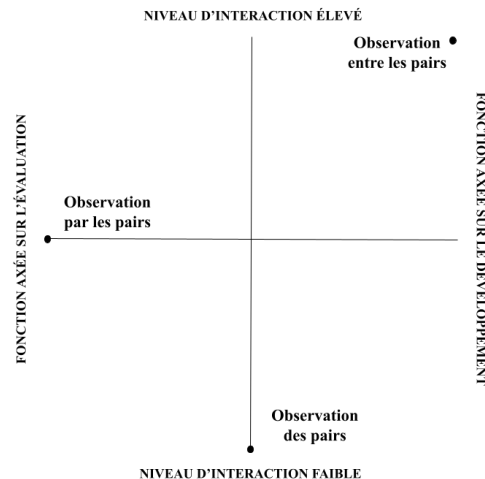 NIVEAU D'INTERACTION ÉLEVÉ
Observation
entre les pairs
FONCTION AXÉE SUR L'ÉVALUATION
FONCTION AXÉE SUR LE DÉVELOPPEMENT
Observation
par les pairs
Observation
des pairs
NIVEAU D'INTERACTION FAIBLE